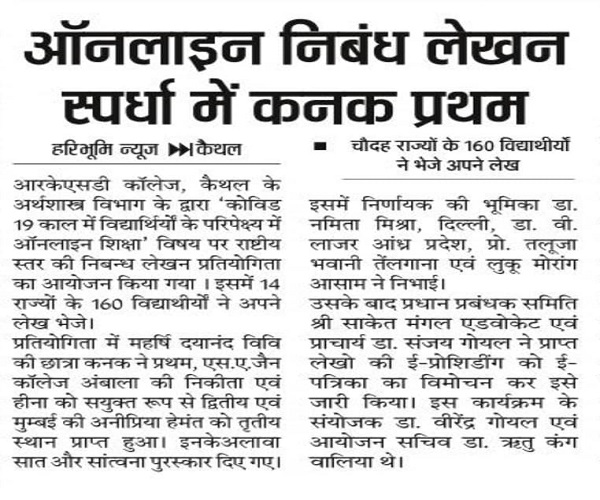 ऑनलाइन निबंध लेखन
स्पर्धा में कनक प्रथम
हरिभूमि न्यूज ▶▶| कैथल
आरकेएसडी कॉलेज, कैथल के
अर्थशास्त्र विभाग के द्वारा ‘कोविड
19 काल में विद्यार्थियों के परिपेक्ष्य में
ऑनलाइन शिक्षा’ विषय पर राष्ट्रीय
स्तर की निबन्ध लेखन प्रतियोगिता
का आयोजन किया गया । इसमें 14
राज्यों के 160 विद्यार्थीयों ने अपने
लेख भेजे।
प्रतियोगिता में महर्षि दयानंद विवि
की छात्रा कनक ने प्रथम, एस.ए.जैन
कॉलेज अंबाला की निकीता एवं
हीना को सयुक्त रूप से द्वितीय एवं
मुम्बई की अनीप्रिया हेमंत को तृतीय
स्थान प्राप्त हुआ। इनकेअलावा
सात और सांत्वना पुरस्कार दिए गए।
■ चौदह राज्यों के 160 विद्यार्थीयों
ने भेजे अपने लेख
इसमें निर्णायक की भूमिका डा.
नमिता मिश्रा, दिल्ली, डा. वी.
लाजर आंध्र प्रदेश, प्रो. तलूजा
भवानी तेंलगाना एवं लुकू मोरांग
आसाम ने निभाई।
उसके बाद प्रधान प्रबंधक समिति
श्री साकेत मंगल एडवोकेट एवं
प्राचार्य डा. संजय गोयल ने प्राप्त
लेखो की ई-प्रोशिडींग को ई-
पत्रिका का विमोचन कर इसे
जारी किया। इस कार्यक्रम के
संयोजक डा. वीरेंद्र गोयल एवं
आयोजन सचिव डा. ऋतु कंग
वालिया थे।